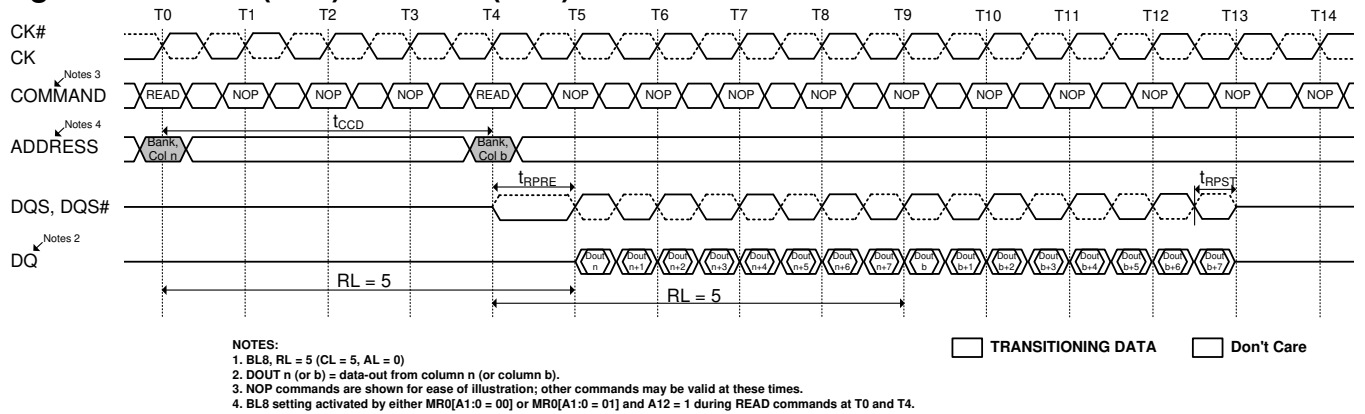 T0 T1 T2 T3 T4 T5 T6 T7 T8 T9 T10 T11 T12 T13 T14
CK#
CK
Notes 3
COMMAND READ NOP NOP NOP READ NOP NOP NOP NOP NOP NOP NOP NOP NOP NOP
tCCD
Notes 4
ADDRESS
Bank, Col n
Bank, Col b
tRPRE
tRPST
DQS, DQS#
Notes 2
DQ
Dout n
Dout n+1
Dout n+2
Dout n+3
Dout n+4
Dout n+5
Dout n+6
Dout n+7
Dout b
Dout b+1
Dout b+2
Dout b+3
Dout b+4
Dout b+5
Dout b+6
Dout b+7
RL = 5
RL = 5
NOTES:
1. BL8, RL = 5 (CL = 5, AL = 0)
2. DOUT n (or b) = data-out from column n (or column b).
3. NOP commands are shown for ease of illustration; other commands may be valid at these times.
4. BL8 setting activated by either MR0[A1:0 = 00] or MR0[A1:0 = 01] and A12 = 1 during READ commands at T0 and T4.
TRANSITIONING DATA
Don't Care